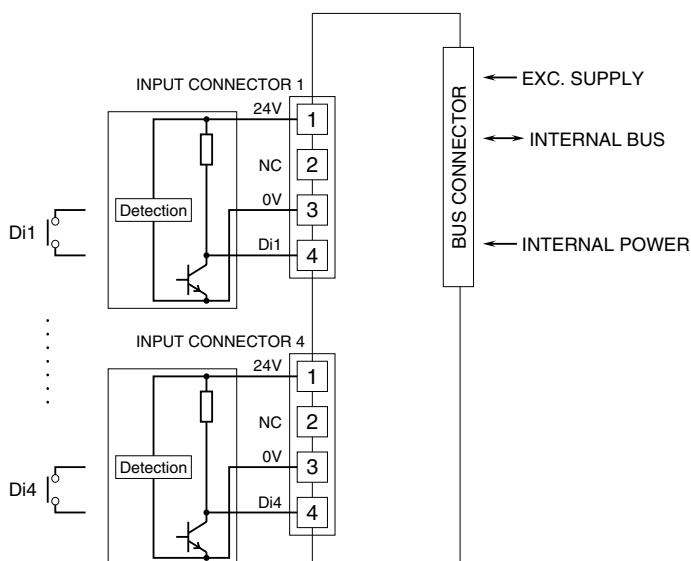 INPUT CONNECTOR 1
24V
1
NC
2
0V
3
Di1
4
Detection
Di1
BUS CONNECTOR
EXC. SUPPLY
INTERNAL BUS
INTERNAL POWER
INPUT CONNECTOR 4
24V
1
NC
2
0V
3
Di4
4
Detection
Di4